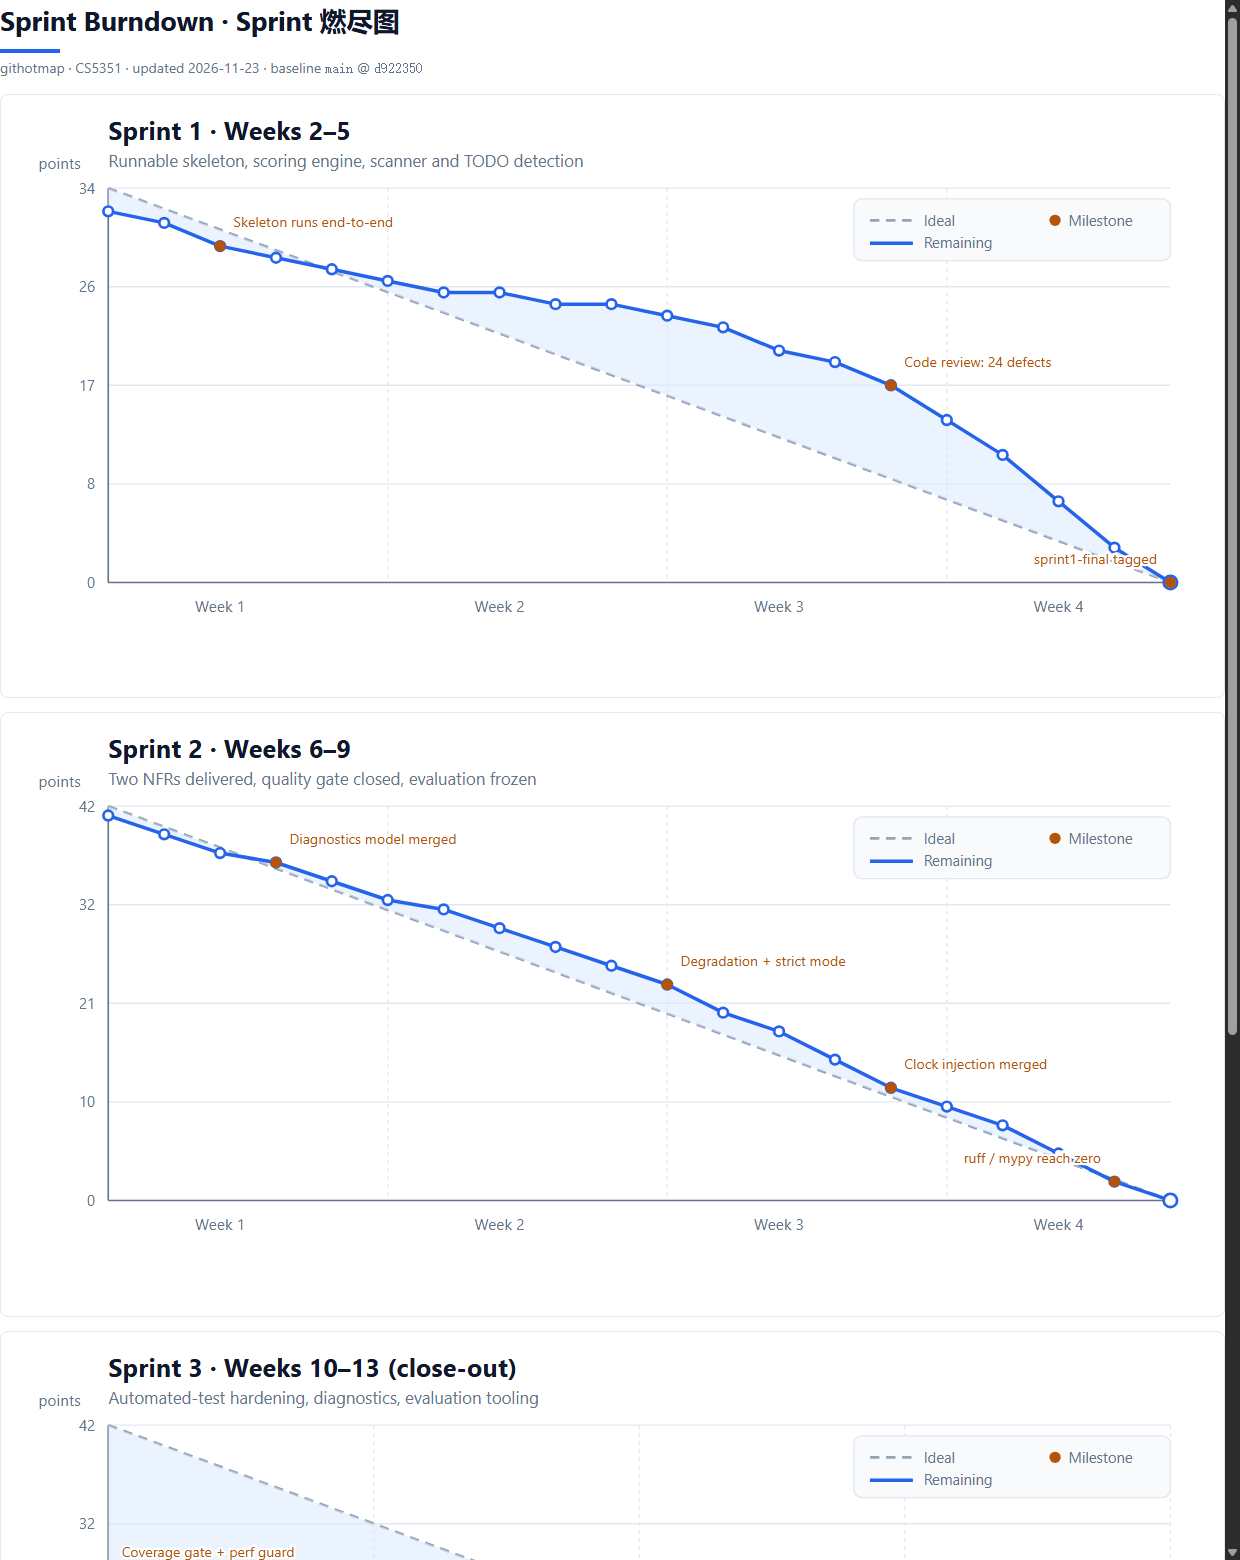 Sprint Burndown · Sprint 燃尽图
githotmap · CS5351 · updated 2026-11-23 · baseline main @ d922350
Sprint 1 · Weeks 2–5
Runnable skeleton, scoring engine, scanner and TODO detection
points
34
26
17
8
0
Skeleton runs end-to-end
Code review: 24 defects
sprint1-final tagged
Ideal
Milestone
Remaining
Week 1
Week 2
Week 3
Week 4
Sprint 2 · Weeks 6–9
Two NFRs delivered, quality gate closed, evaluation frozen
points
42
32
21
10
0
Diagnostics model merged
Degradation + strict mode
Clock injection merged
ruff / mypy reach zero
Ideal
Milestone
Remaining
Week 1
Week 2
Week 3
Week 4
Sprint 3 · Weeks 10–13 (close-out)
Automated-test hardening, diagnostics, evaluation tooling
points
42
32
Ideal
Milestone
Remaining
Coverage gate + perf guard